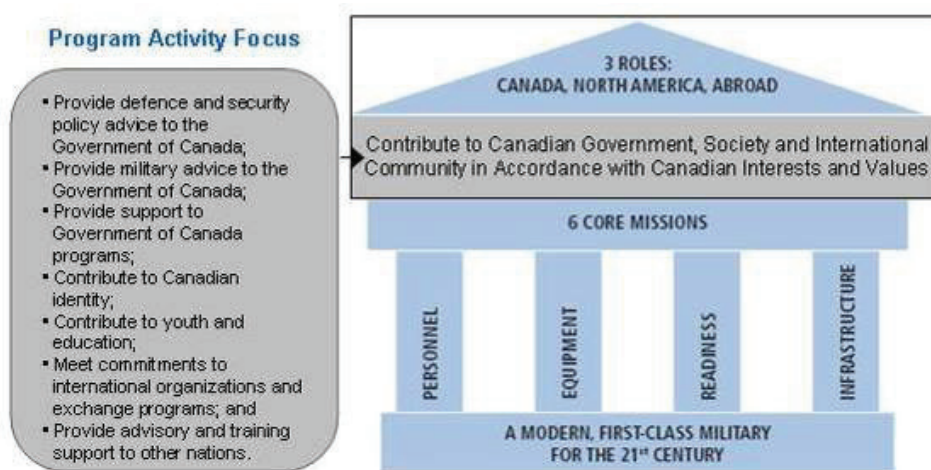 Program Activity Focus
▪ Provide defence and security
policy advice to the
Government of Canada;
▪ Provide military advice to the
Government of Canada;
▪ Provide support to
Government of Canada
programs;
▪ Contribute to Canadian
identity;
▪ Contribute to youth and
education;
▪ Meet commitments to
international organizations and
exchange programs; and
▪ Provide advisory and training
support to other nations.
3 ROLES:
CANADA, NORTH AMERICA, ABROAD
Contribute to Canadian Government, Society and International
Community in Accordance with Canadian Interests and Values
6 CORE MISSIONS
PERSONNEL
EQUIPMENT
READINESS
INFRASTRUCTURE
A MODERN, FIRST-CLASS MILITARY
FOR THE 21ST CENTURY